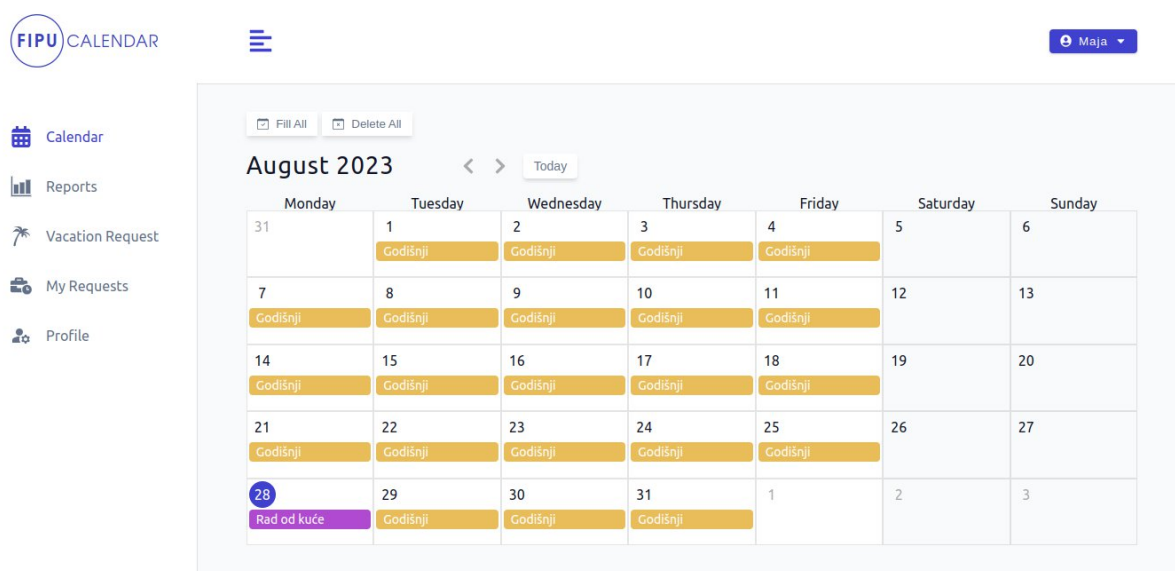 FIPU CALENDAR
Maja
Calendar
Reports
Vacation Request
My Requests
Profile
Fill All Delete All
August 2023 Today
Monday Tuesday Wednesday Thursday Friday Saturday Sunday
31 1 2 3 4 5 6
Godišnji Godišnji Godišnji Godišnji
7 8 9 10 11 12 13
Godišnji Godišnji Godišnji Godišnji Godišnji
14 15 16 17 18 19 20
Godišnji Godišnji Godišnji Godišnji Godišnji
21 22 23 24 25 26 27
Godišnji Godišnji Godišnji Godišnji Godišnji
28 29 30 31 1 2 3
Rad od kuće Godišnji Godišnji Godišnji